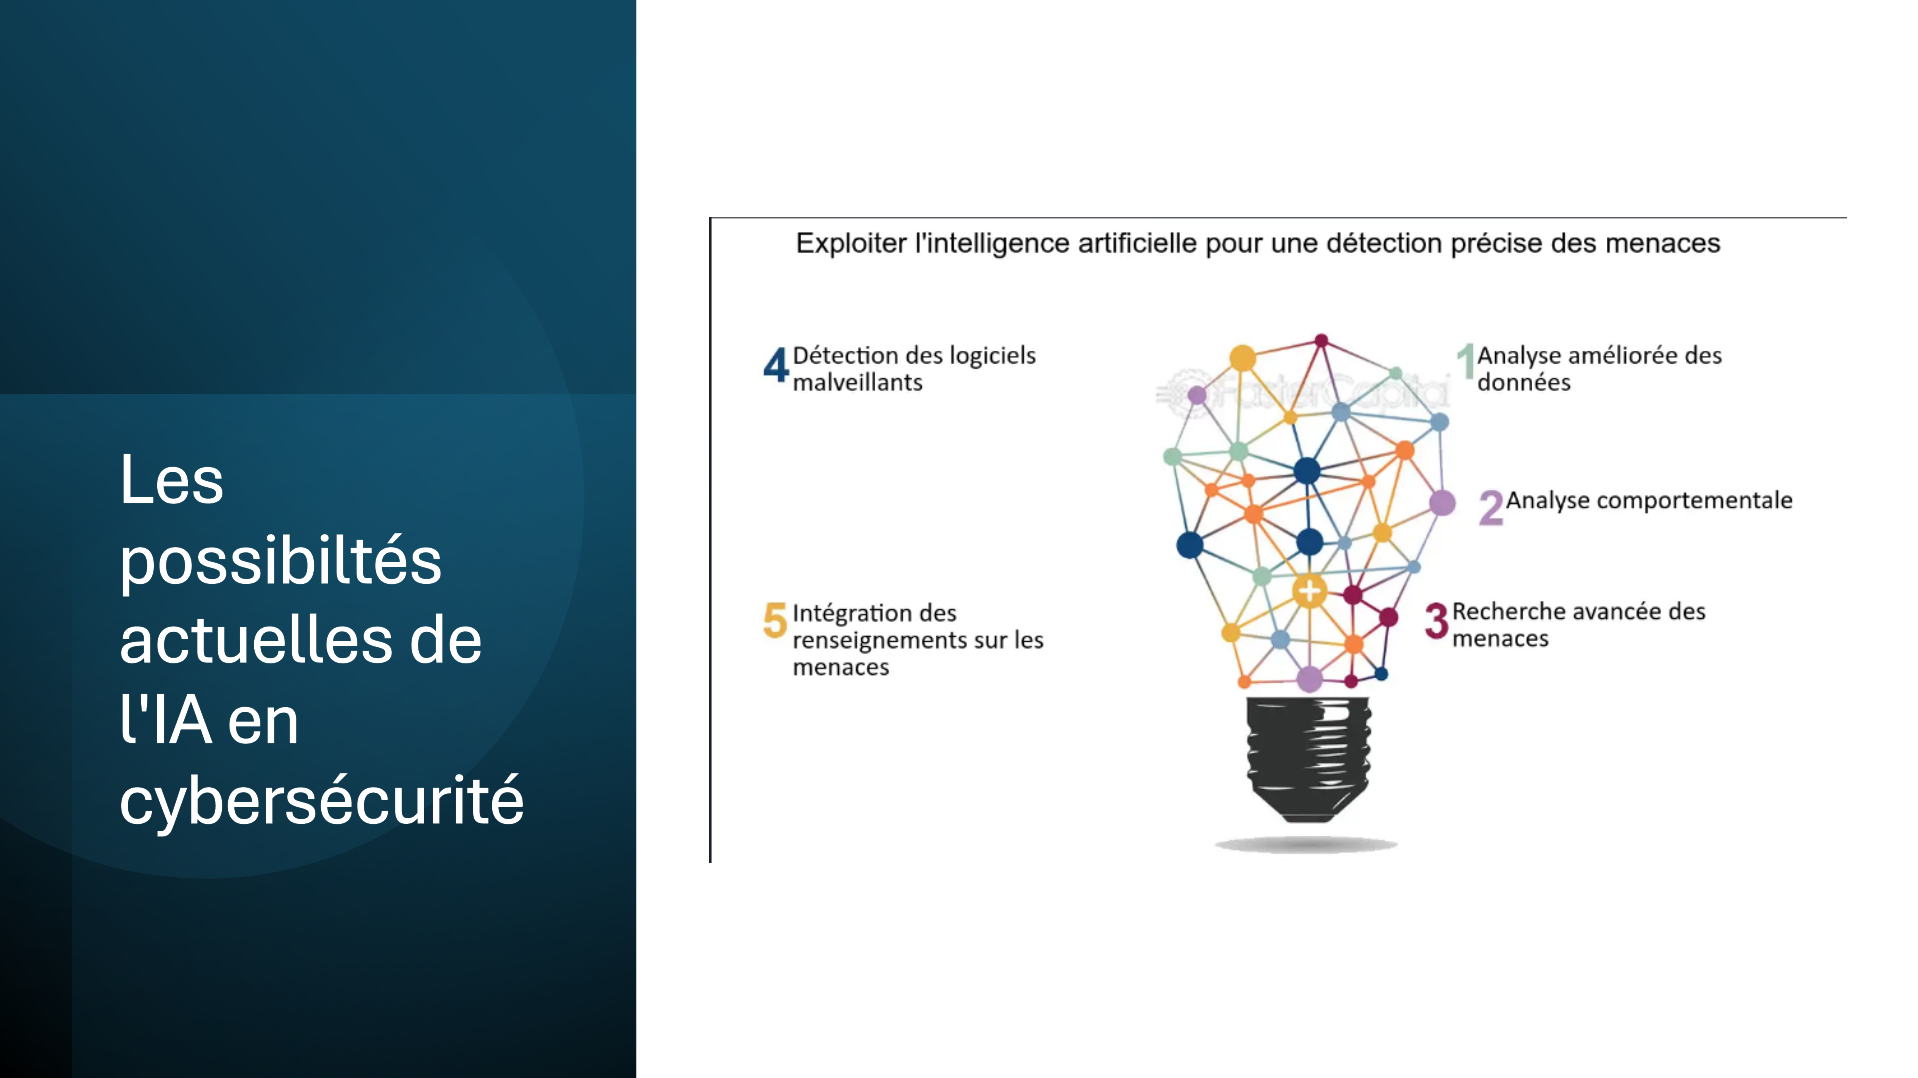 Les
possibiltés
actuelles de
l'IA en
cybersécurité
Exploiter l'intelligence artificielle pour une détection précise des menaces
4 Détection des logiciels
malveillants
FasterCapital
1 Analyse améliorée des
données
2 Analyse comportementale
5 Intégration des
renseignements sur les
menaces
3 Recherche avancée des
menaces